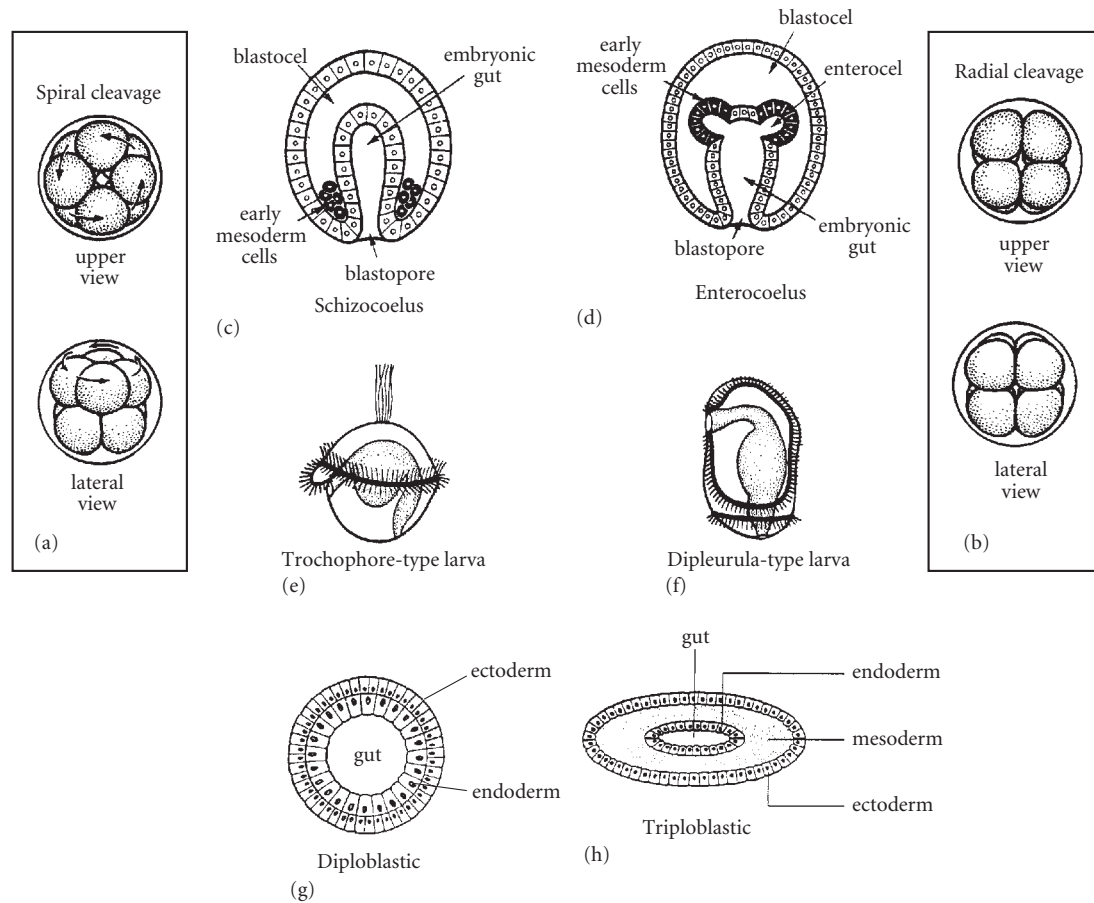 Spiral cleavage
upper
view
lateral
view
(a)
blastocel
embryonic
gut
early
mesoderm
cells
blastopore
Schizocoelus
(c)
blastocel
early
mesoderm
cells
enterocel
embryonic
gut
blastopore
Enterocoelus
(d)
Radial cleavage
upper
view
lateral
view
(b)
Trochophore-type larva
(e)
Dipleurula-type larva
(f)
ectoderm
gut
endoderm
Diploblastic
(g)
gut
endoderm
mesoderm
ectoderm
Triploblastic
(h)